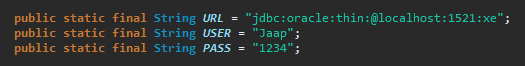 public static final String URL = "jdbc:oracle:thin:@localhost:1521:xe";
public static final String USER = "Jaap";
public static final String PASS = "1234";